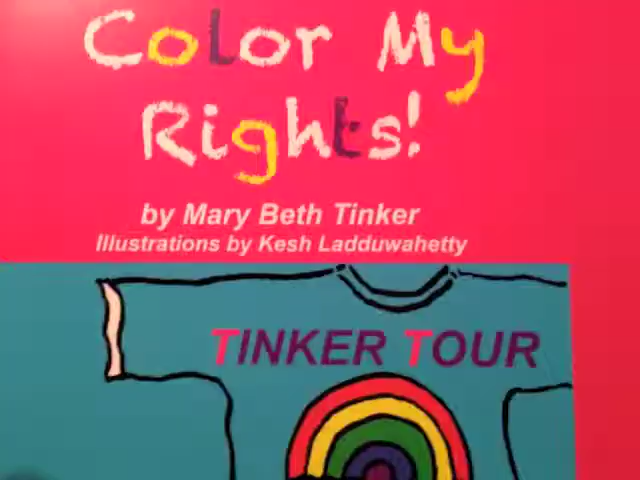 Color My
Rights!
by Mary Beth Tinker
Illustrations by Kesh Ladduwahetty
TINKER TOUR